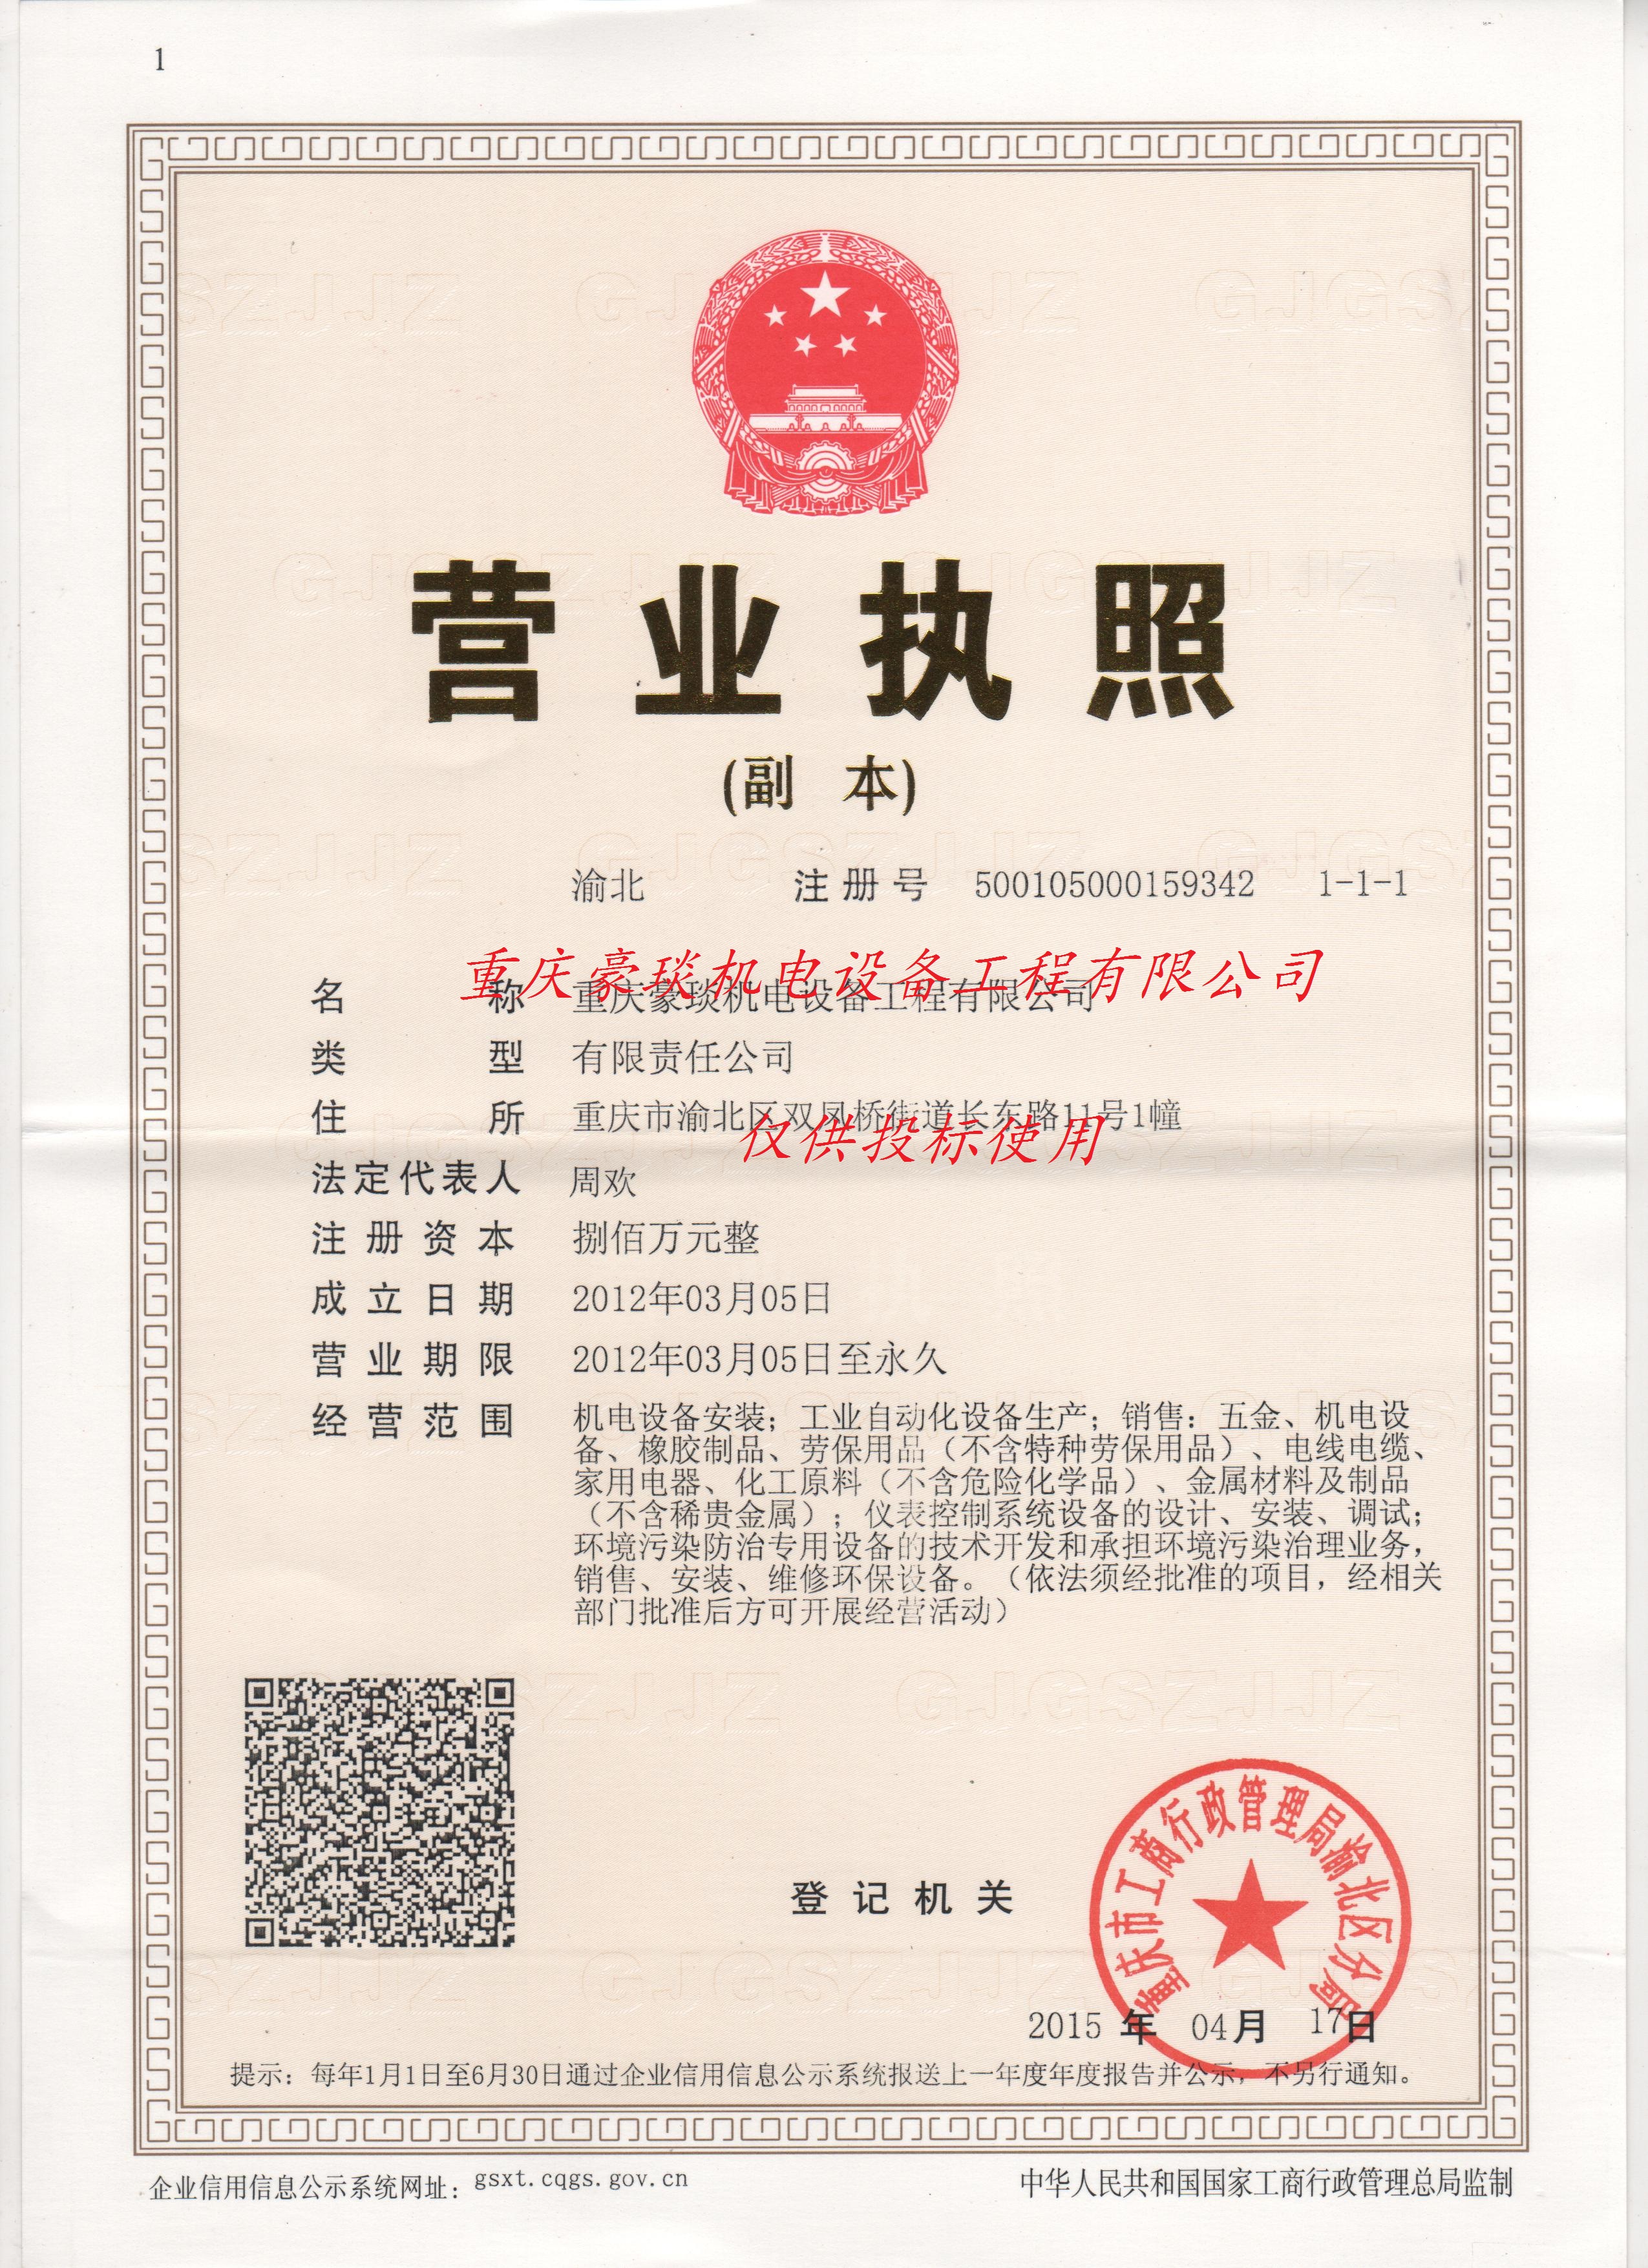 1
营业执照
(副 本)
渝北 注册号 500105000159342 1-1-1
重庆豪琰机电设备工程有限公司
名称 重庆豪琰机电设备工程有限公司
类型 有限责任公司
住所 重庆市渝北区双凤桥街道长东路11号1幢
仅供投标使用
法定代表人 周欢
注册资本 捌佰万元整
成立日期 2012年03月05日
营业期限 2012年03月05日至永久
经营范围 机电设备安装；工业自动化设备生产；销售：五金、机电设
备、橡胶制品、劳保用品（不含特种劳保用品）、电线电缆、
家用电器、化工原料（不含危险化学品）、金属材料及制品
（不含稀贵金属）；仪表控制系统设备的设计、安装、调试；
环境污染防治专用设备的技术开发和承担环境污染治理业务，
销售、安装、维修环保设备。（依法须经批准的项目，经相关
部门批准后方可开展经营活动）
登记机关
重庆市工商行政管理局渝北区分局
2015 年 04月 17日
提示：每年1月1日至6月30日通过企业信用信息公示系统报送上一年度年度报告并公示，不另行通知。
企业信用信息公示系统网址：gsxt.cqgs.gov.cn 中华人民共和国国家工商行政管理总局监制